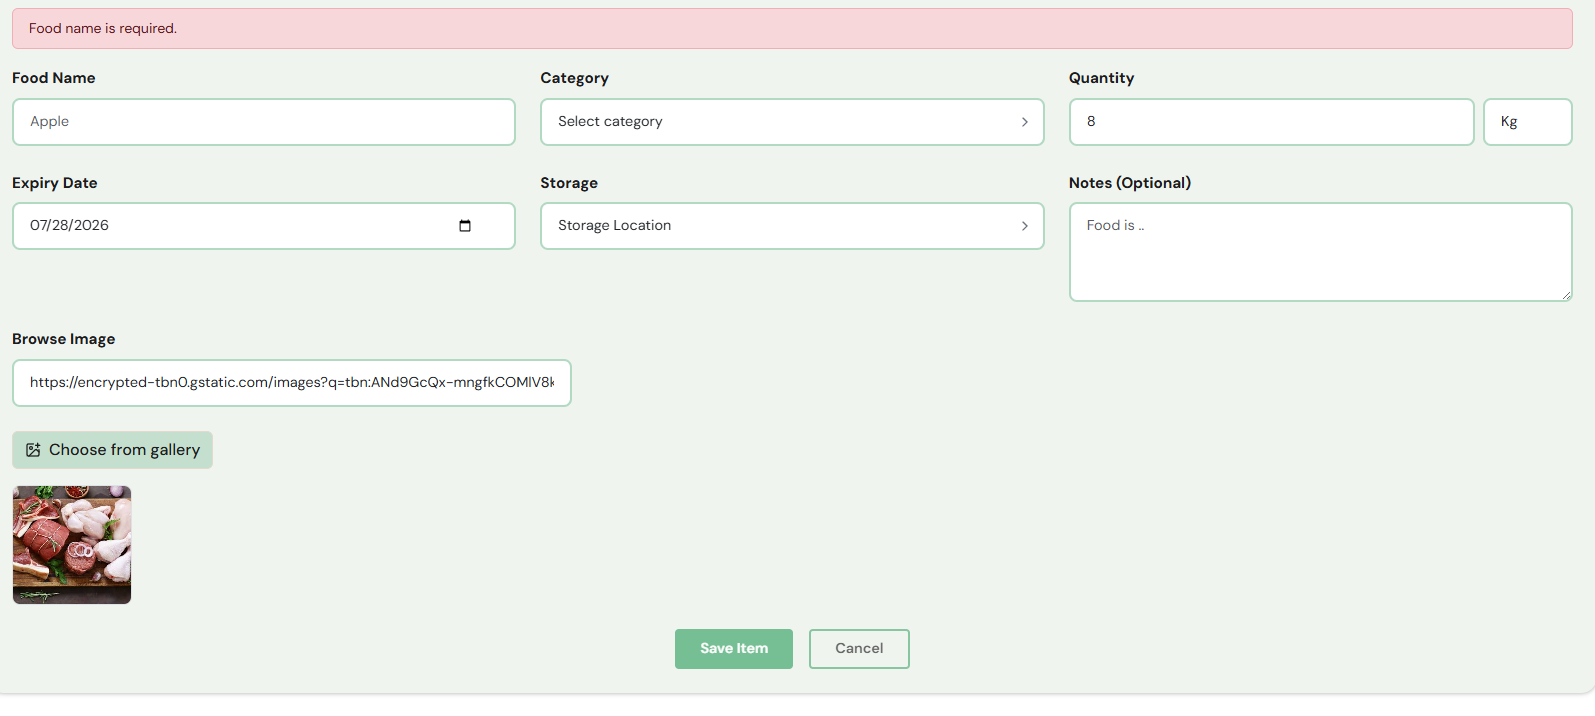 Food name is required.
Food Name
Category
Quantity
Apple
Select category
8
Kg
Expiry Date
Storage
Notes (Optional)
07/28/2026
Storage Location
Food is ..
Browse Image
https://encrypted-tbn0.gstatic.com/images?q=tbn:ANd9GcQx-mngfkCOMlV8k
Choose from gallery
Save Item
Cancel